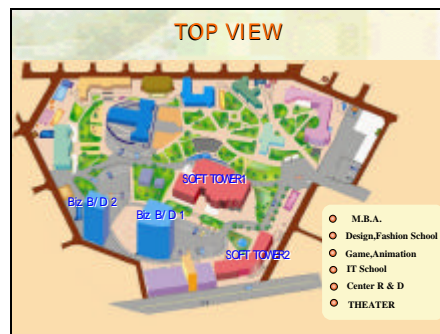 TOP VIEW
SOFT TOWER1
Biz B/D 2
Biz B/D 1
SOFT TOWER2
M.B.A.
Design,Fashion School
Game,Animation
IT School
Center R & D
THEATER